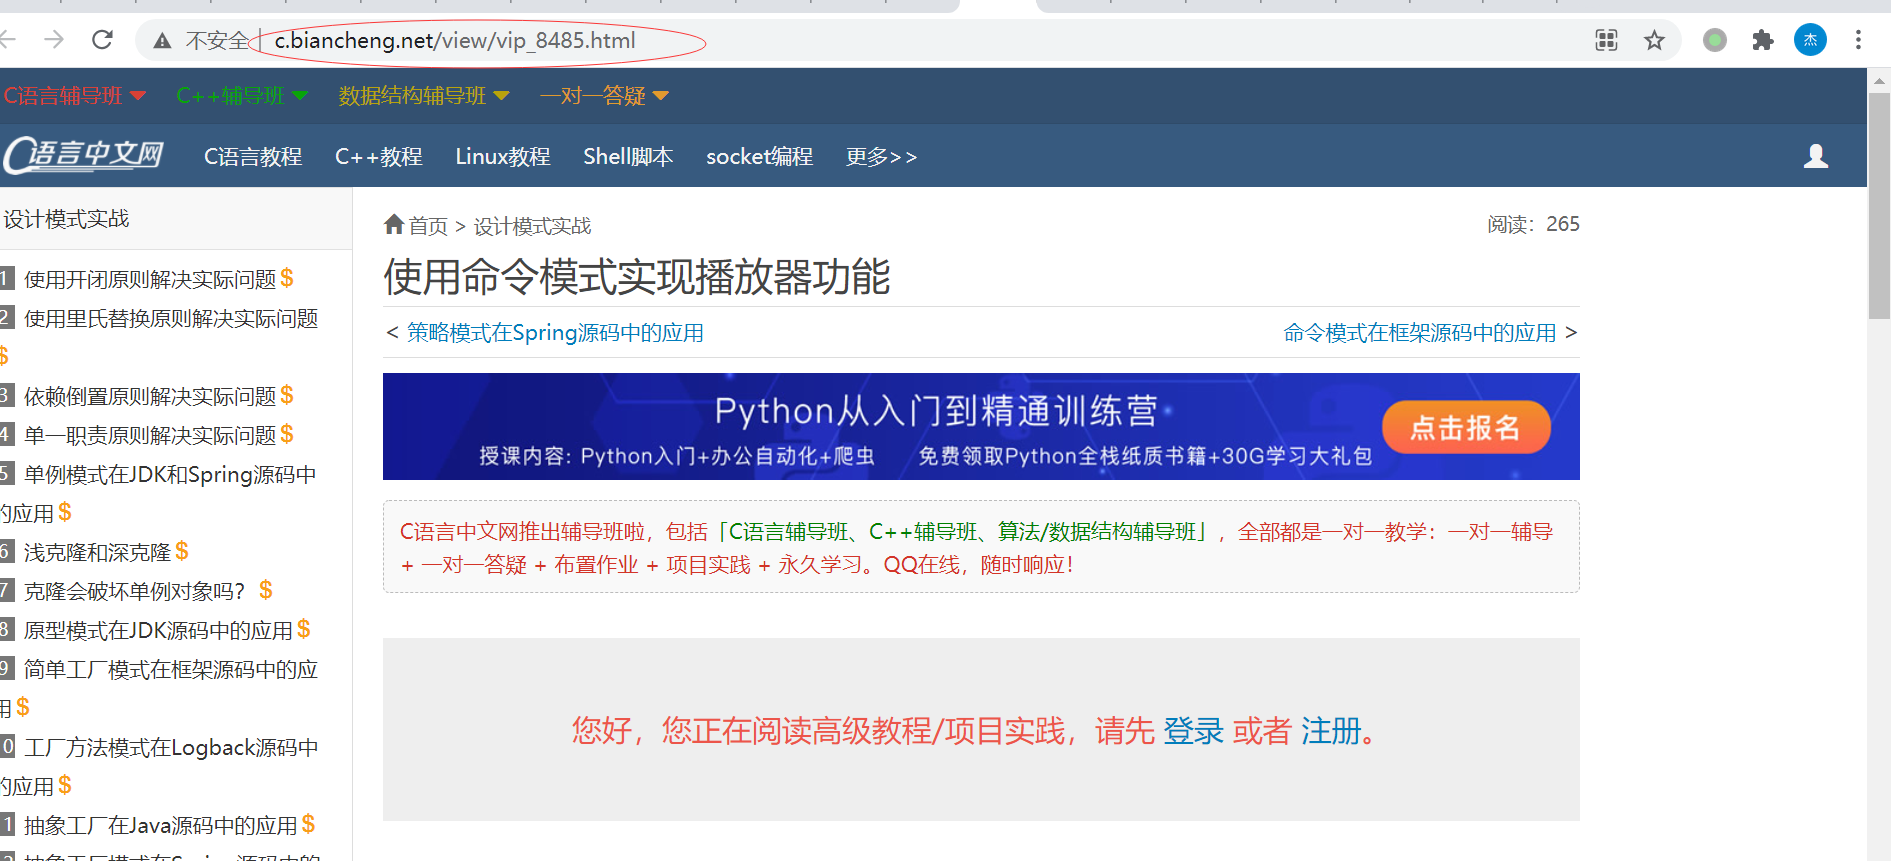 不安全 | c.biancheng.net/view/vip_8485.html
杰
C语言辅导班 C++辅导班 数据结构辅导班 一对一答疑
C语言中文网 C语言教程 C++教程 Linux教程 Shell脚本 socket编程 更多>>
设计模式实战
1 使用开闭原则解决实际问题$
2 使用里氏替换原则解决实际问题
$
3 依赖倒置原则解决实际问题$
4 单一职责原则解决实际问题$
5 单例模式在JDK和Spring源码中
的应用$
6 浅克隆和深克隆$
7 克隆会破坏单例对象吗？$
8 原型模式在JDK源码中的应用$
9 简单工厂模式在框架源码中的应
用$
0 工厂方法模式在Logback源码中
的应用$
1 抽象工厂在Java源码中的应用$
首页 > 设计模式实战
阅读：265
使用命令模式实现播放器功能
< 策略模式在Spring源码中的应用
命令模式在框架源码中的应用 >
Python从入门到精通训练营
授课内容: Python入门+办公自动化+爬虫 免费领取Python全栈纸质书籍+30G学习大礼包
点击报名
C语言中文网推出辅导班啦，包括「C语言辅导班、C++辅导班、算法/数据结构辅导班」，全部都是一对一教学：一对一辅导
+ 一对一答疑 + 布置作业 + 项目实践 + 永久学习。QQ在线，随时响应！
您好，您正在阅读高级教程/项目实践，请先 登录 或者 注册。